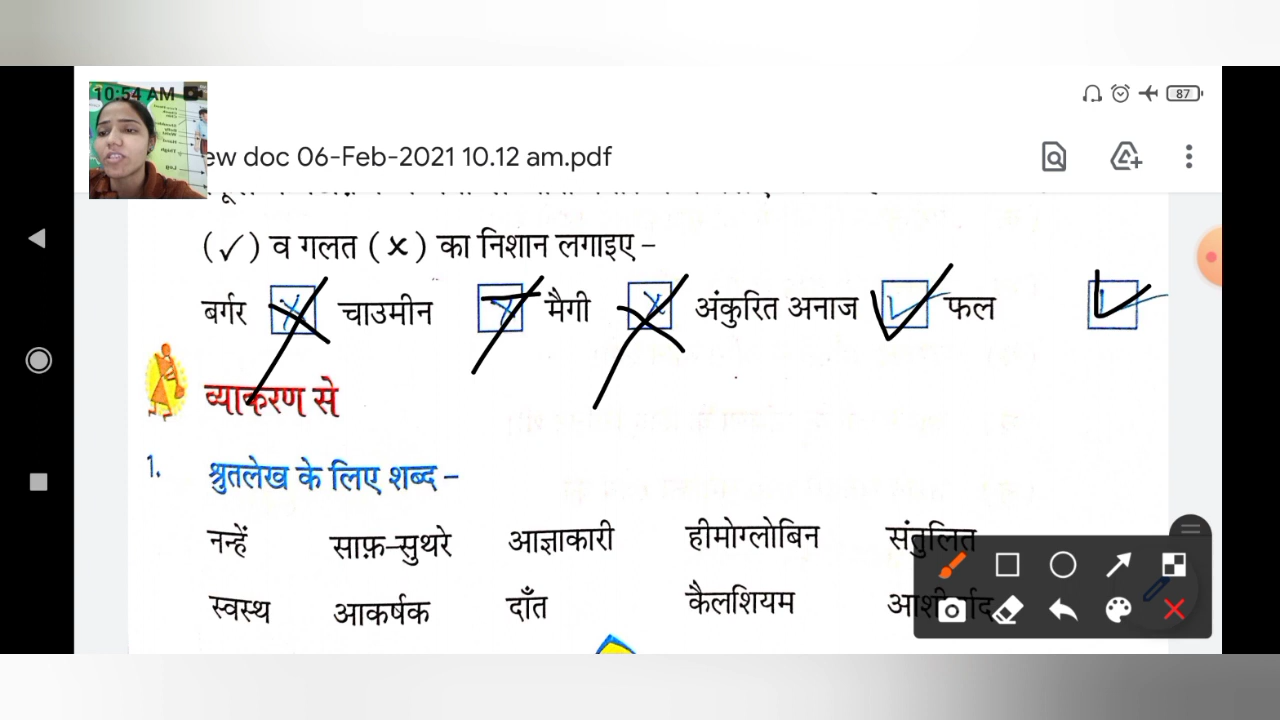 10:54 AM
87
ew doc 06-Feb-2021 10.12 am.pdf
(✓) व गलत (x) का निशान लगाइए –
बर्गर x चाउमीन x मैगी x अंकुरित अनाज ✓ फल ✓
व्याकरण से
1. श्रुतलेख के लिए शब्द –
नन्हें साफ़-सुथरे आज्ञाकारी हीमोग्लोबिन संतुलित
स्वस्थ आकर्षक दाँत कैलशियम